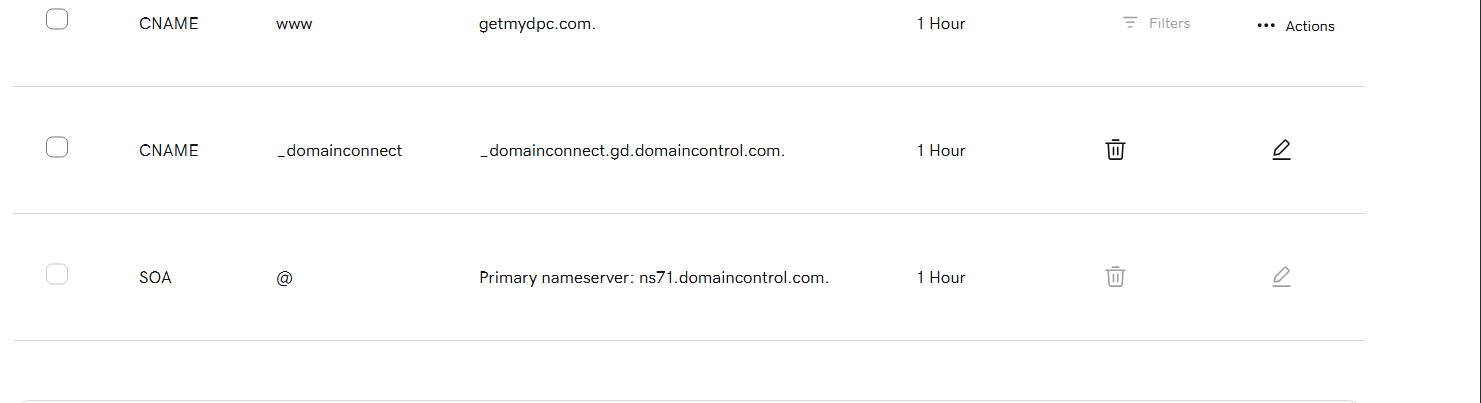 CNAME www getmydpc.com. 1 Hour Filters ••• Actions
CNAME _domainconnect _domainconnect.gd.domaincontrol.com. 1 Hour
SOA @ Primary nameserver: ns71.domaincontrol.com. 1 Hour